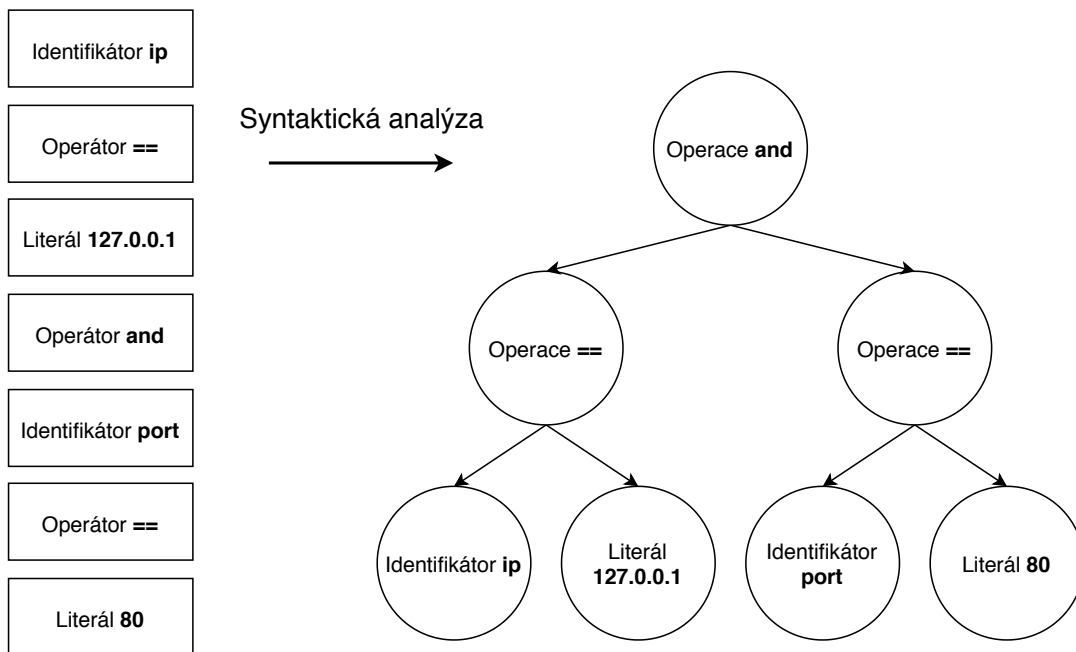 Identifikátor ip
Operátor ==
Literál 127.0.0.1
Operátor and
Identifikátor port
Operátor ==
Literál 80
Syntaktická analýza
Operace and
Operace ==
Operace ==
Identifikátor ip
Literál
127.0.0.1
Identifikátor
port
Literál 80